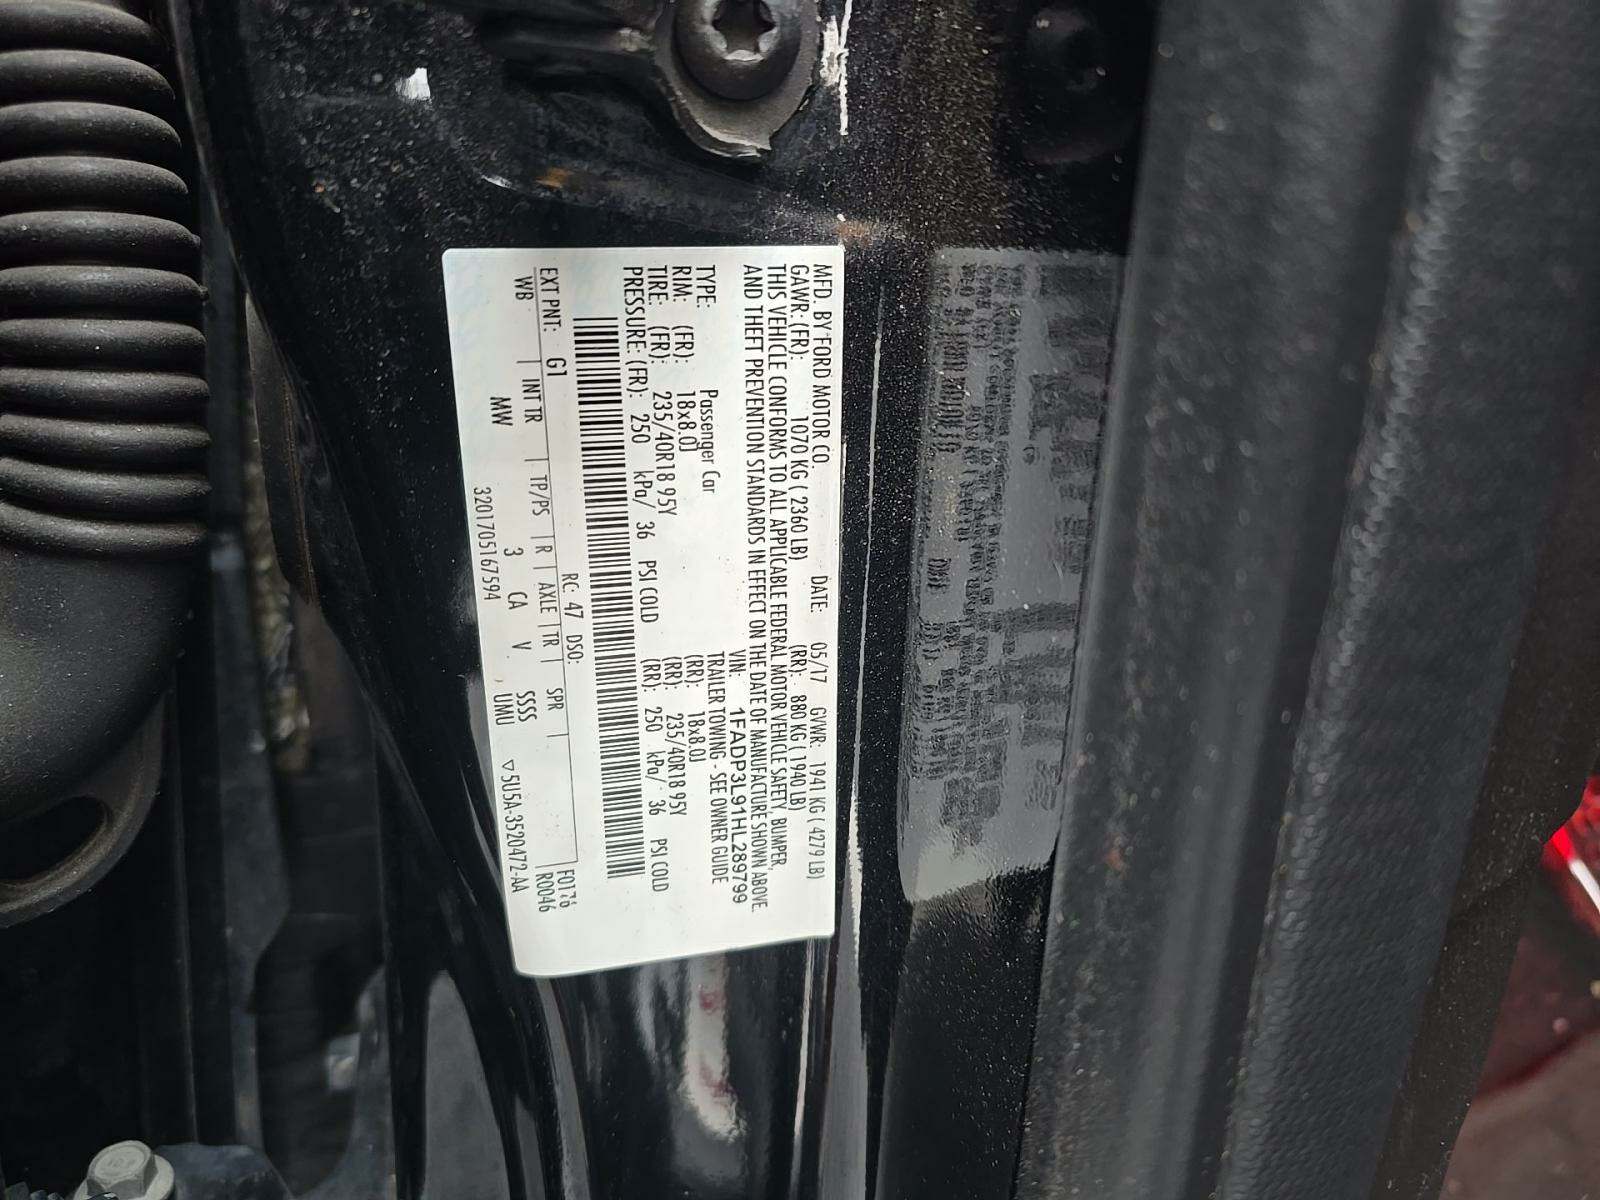 MFD. BY FORD MOTOR CO. DATE: 05/17 GVWR: 1941 KG ( 4279 LB)
GAWR: (FR): 1070 KG ( 2360 LB) (RR): 880 KG ( 1940 LB)
THIS VEHICLE CONFORMS TO ALL APPLICABLE FEDERAL MOTOR VEHICLE SAFETY, BUMPER,
AND THEFT PREVENTION STANDARDS IN EFFECT ON THE DATE OF MANUFACTURE SHOWN ABOVE.
VIN: 1FADP3L91HL289799
TYPE: Passenger Car TRAILER TOWING - SEE OWNER GUIDE
RIM: (FR): 18x8.0J (RR): 18x8.0J
TIRE: (FR): 235/40R18 95Y (RR): 235/40R18 95Y
PRESSURE: (FR): 250 kPa/ 36 PSI COLD (RR): 250 kPa/ 36 PSI COLD
RC: 47 DSO: F0176
EXT PNT: G1 R0046
WB INT TR TP/PS R AXLE TR SPR
MW 3 CA V SSSS
UMU ▽5U5A-3520472-AA
3201705167594